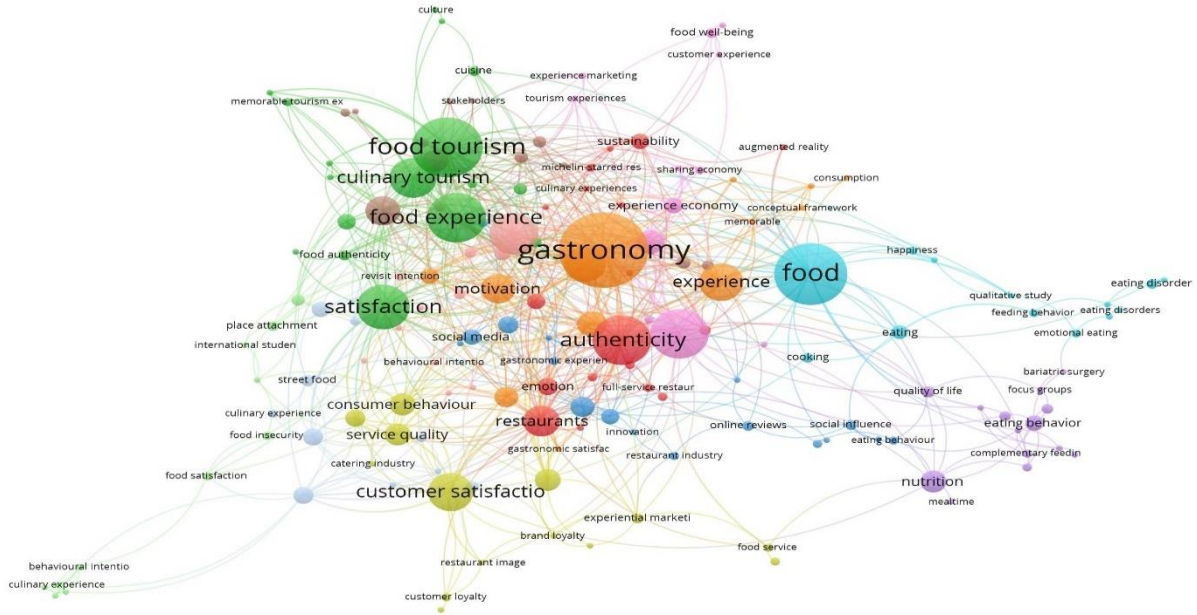 culture
food well-being
customer experience
cuisine
experience marketing
memorable tourism ex
stakeholders
tourism experiences
food tourism
sustainability
augmented reality
culinary tourism
michelin-starred res
sharing economy
consumption
culinary experiences
food experience
experience economy
conceptual framework
memorable
gastronomy
food authenticity
happiness
revisit intention
motivation
experience
food
eating disorder
qualitative study
satisfaction
feeding behavior
eating disorders
place attachment
social media
authenticity
eating
emotional eating
international studen
behavioural intentio
gastronomic experien
cooking
bariatric surgery
street food
emotion
full-service restaur
quality of life
focus groups
consumer behaviour
culinary experience
restaurants
online reviews
social influence
eating behavior
food insecurity
service quality
innovation
eating behaviour
gastronomic satisfac
restaurant industry
complementary feedin
catering industry
food satisfaction
customer satisfactio
nutrition
mealtime
experiential marketi
brand loyalty
food service
behavioural intentio
restaurant image
culinary experience
customer loyalty